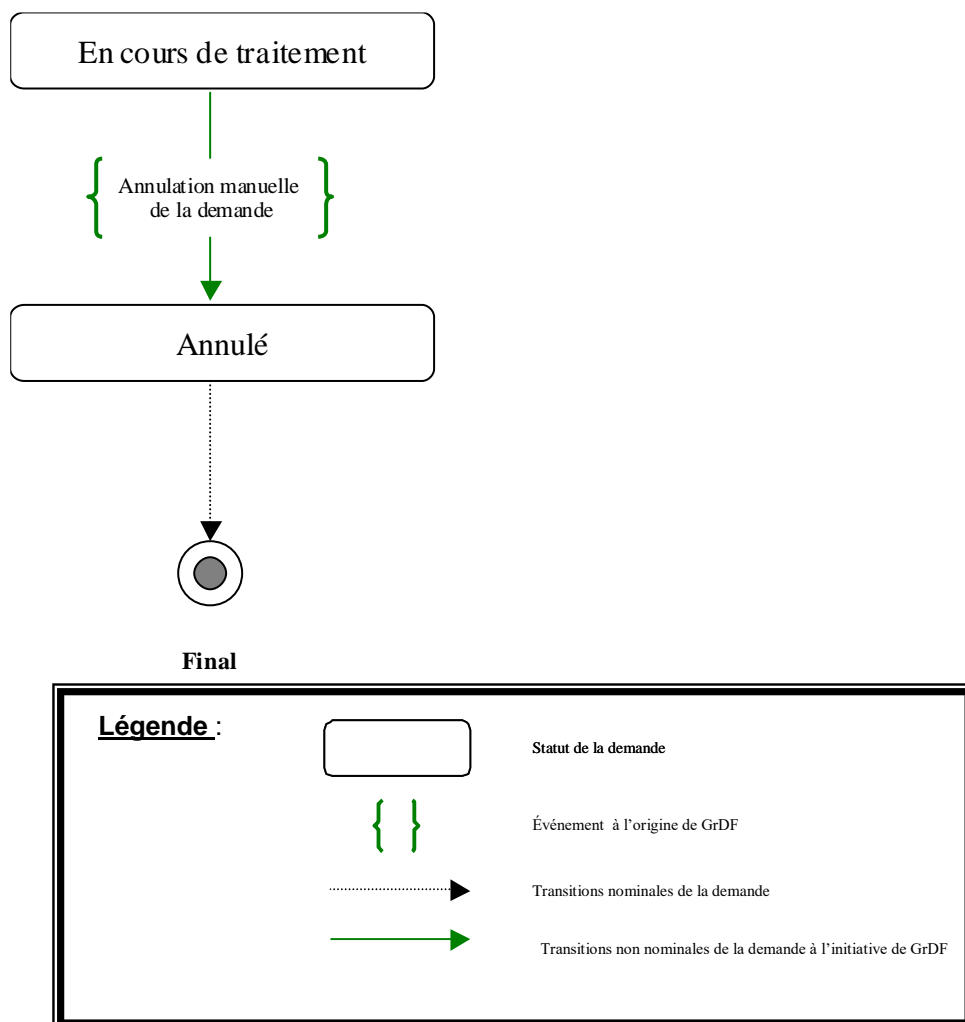 En cours de traitement
Annulation manuelle
de la demande
Annulé
Final
Légende :
Statut de la demande
Événement à l'origine de GrDF
Transitions nominales de la demande
Transitions non nominales de la demande à l'initiative de GrDF